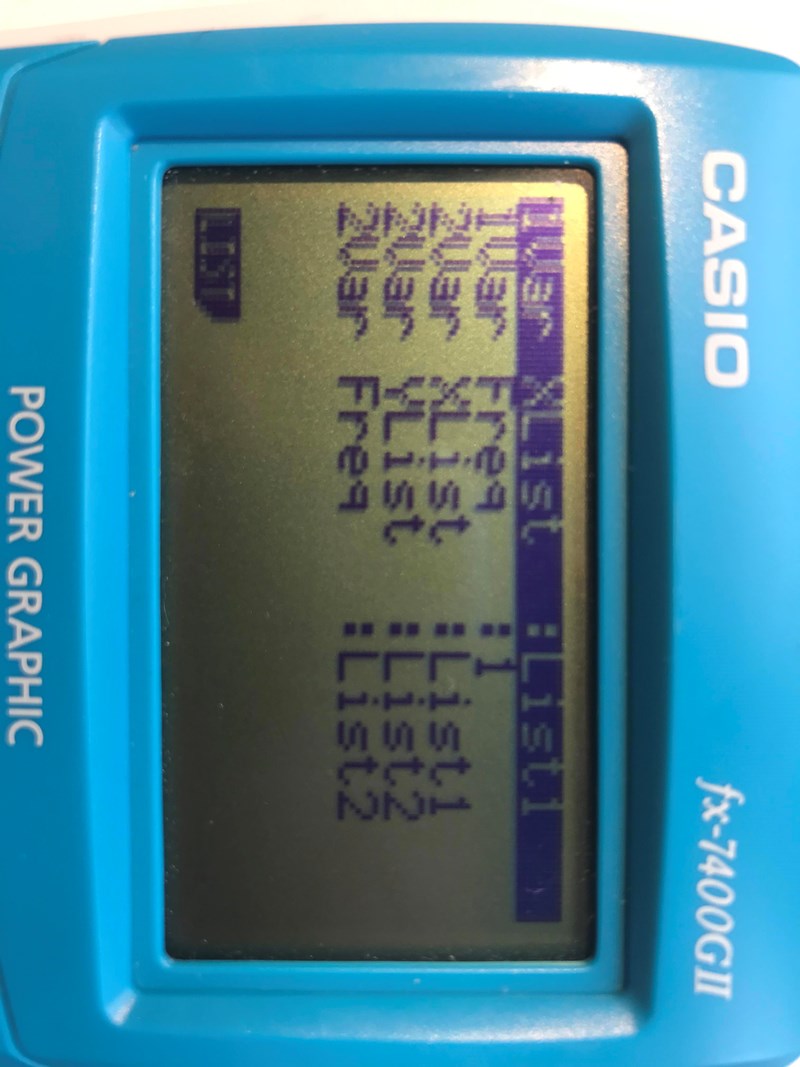 CASIO fx-7400GII
1Var XList :List1
1Var Freq :1
2Var XList :List1
2Var YList :List2
2Var Freq :List2
LIST
POWER GRAPHIC